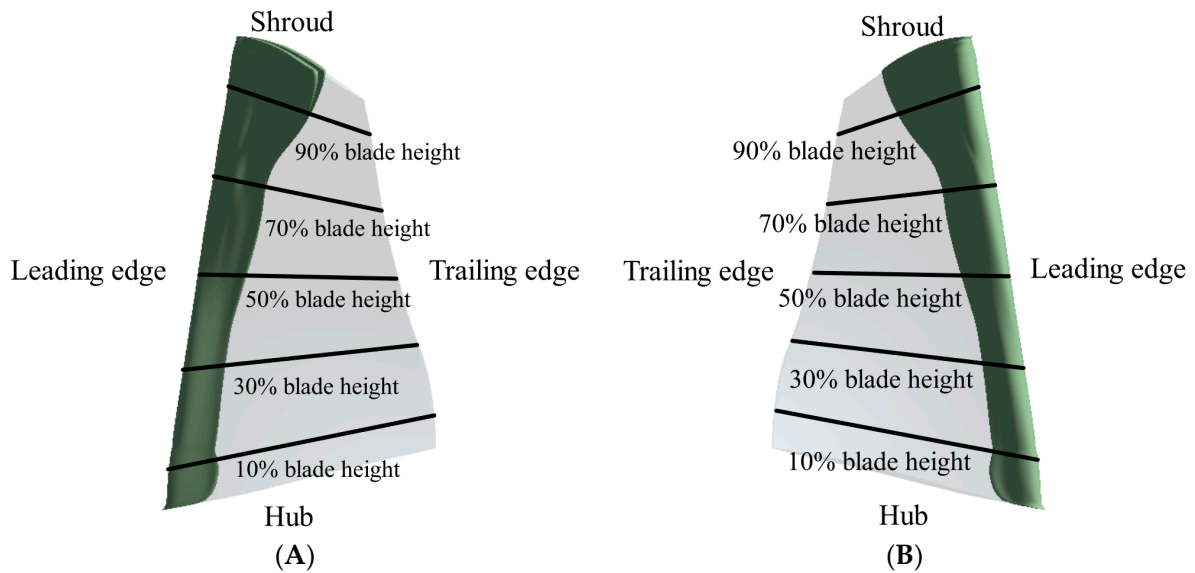 Shroud
90% blade height
70% blade height
Leading edge
Trailing edge
50% blade height
30% blade height
10% blade height
Hub
(A)
Shroud
90% blade height
70% blade height
Trailing edge
Leading edge
50% blade height
30% blade height
10% blade height
Hub
(B)